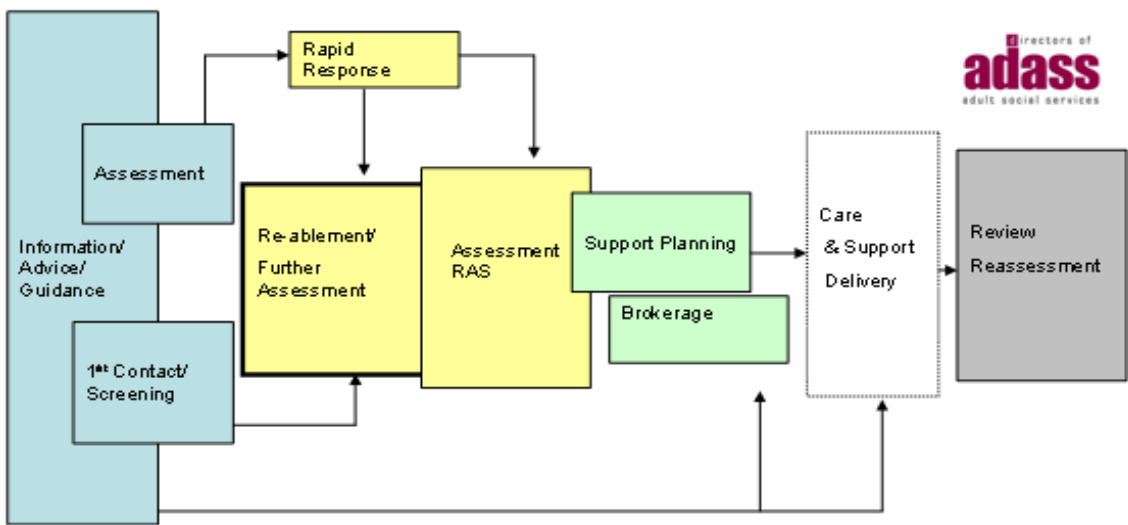 Rapid
Response
directors of
adass
adult social services
Assessment
Information/
Advice/
Guidance
1st Contact/
Screening
Re-ablement/
Further
Assessment
Assessment
RAS
Support Planning
Brokerage
Care
& Support
Delivery
Review
Reassessment